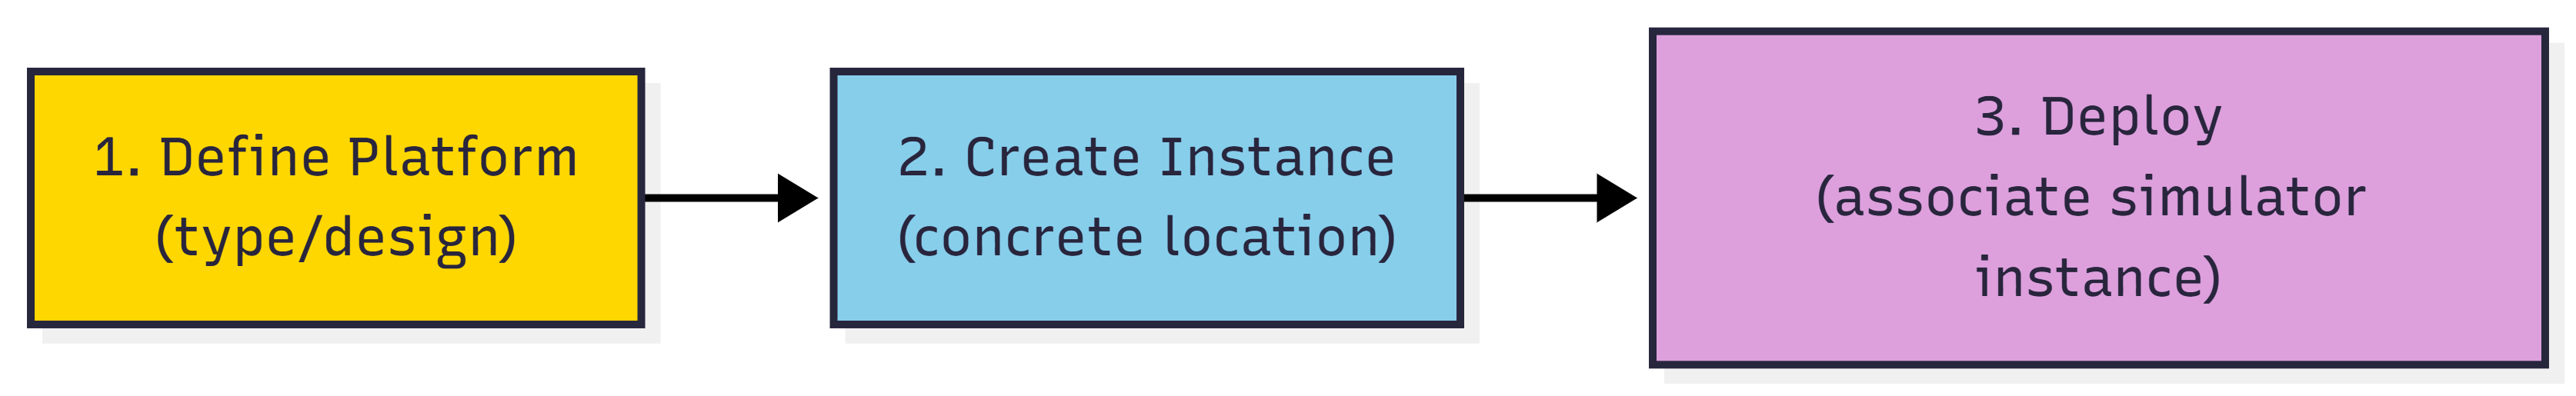 1. Define Platform
(type/design)
2. Create Instance
(concrete location)
3. Deploy
(associate simulator
instance)